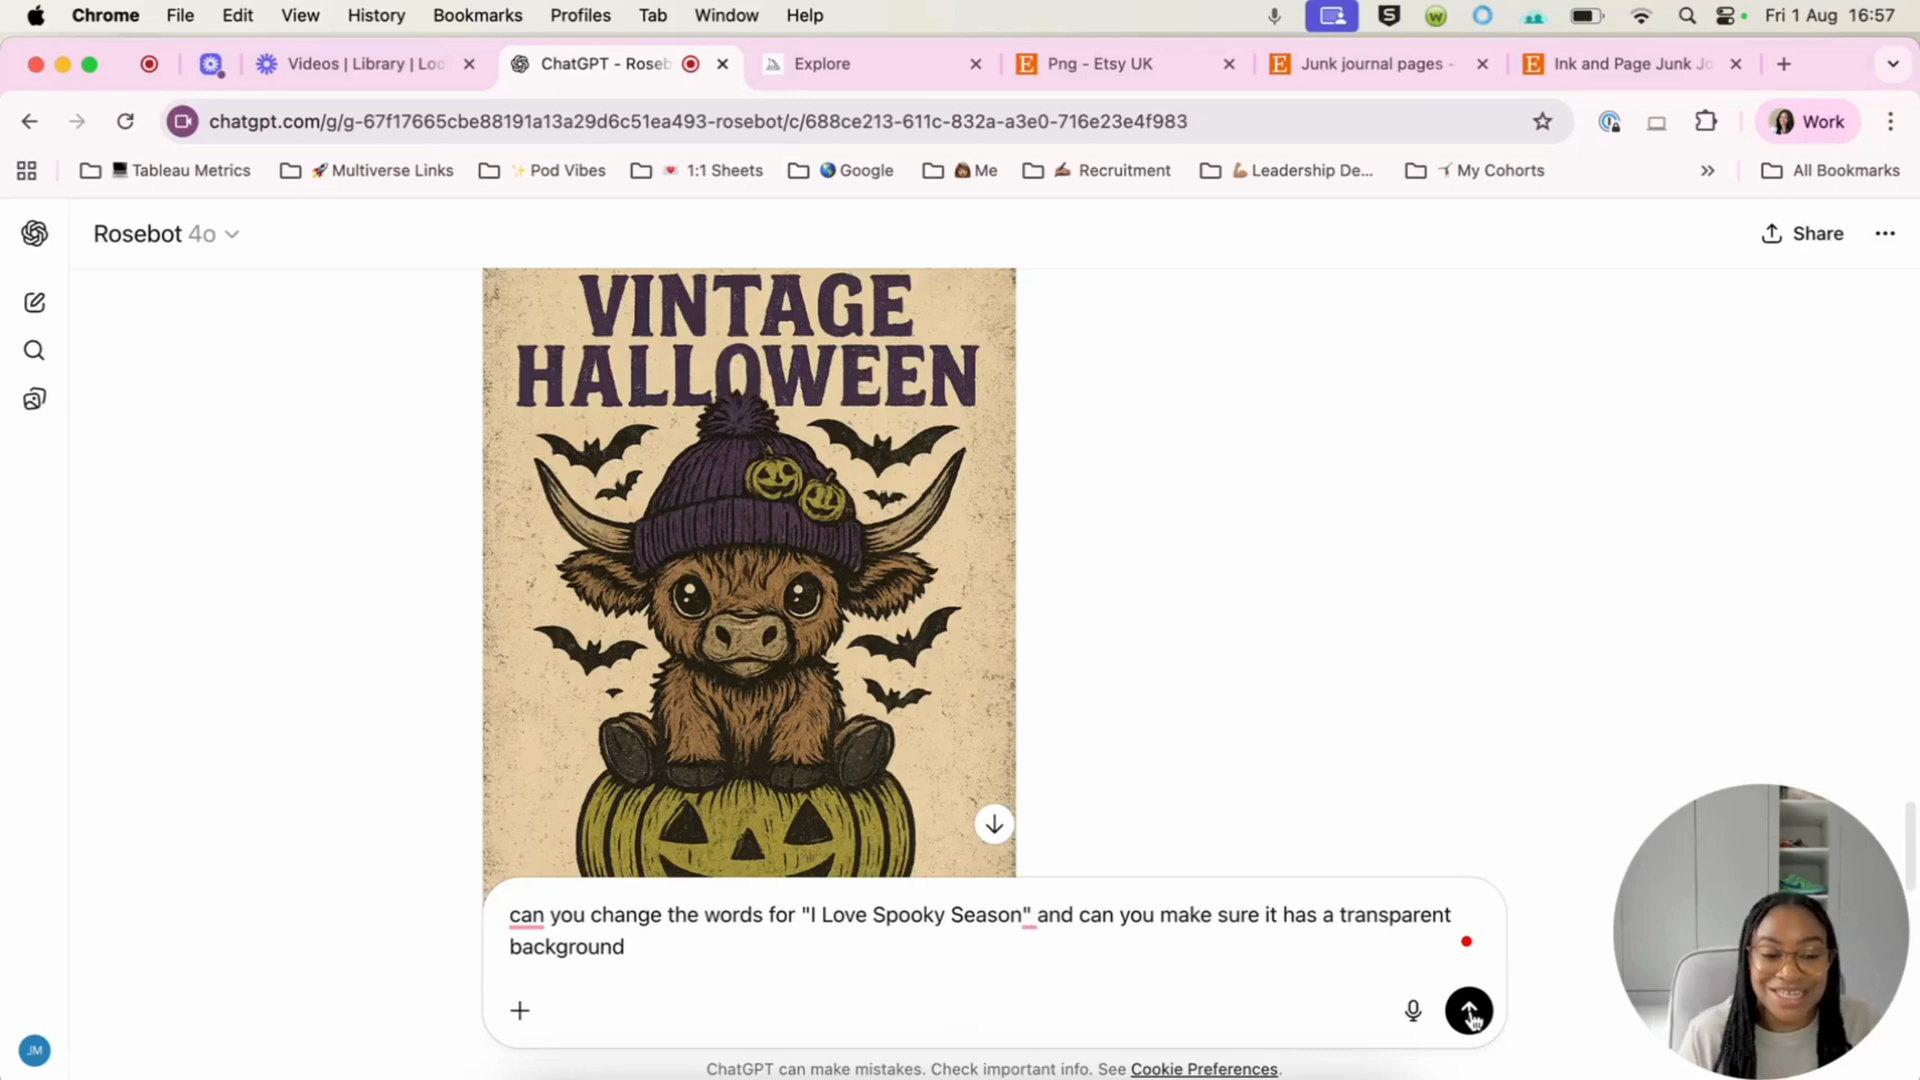 Chrome File Edit View History Bookmarks Profiles Tab Window Help Fri 1 Aug 16:57
Videos | Library | Loo ChatGPT - Roseb Explore Png - Etsy UK Junk journal pages - Ink and Page Junk Jo
chatgpt.com/g/g-67f17665cbe88191a13a29d6c51ea493-rosebot/c/688ce213-611c-832a-a3e0-716e23e4f983 Work
Tableau Metrics Multiverse Links Pod Vibes 1:1 Sheets Google Me Recruitment Leadership De... My Cohorts » All Bookmarks
Rosebot 4o Share
VINTAGE
HALLOWEEN
can you change the words for "I Love Spooky Season" and can you make sure it has a transparent
background
JM
ChatGPT can make mistakes. Check important info. See Cookie Preferences.